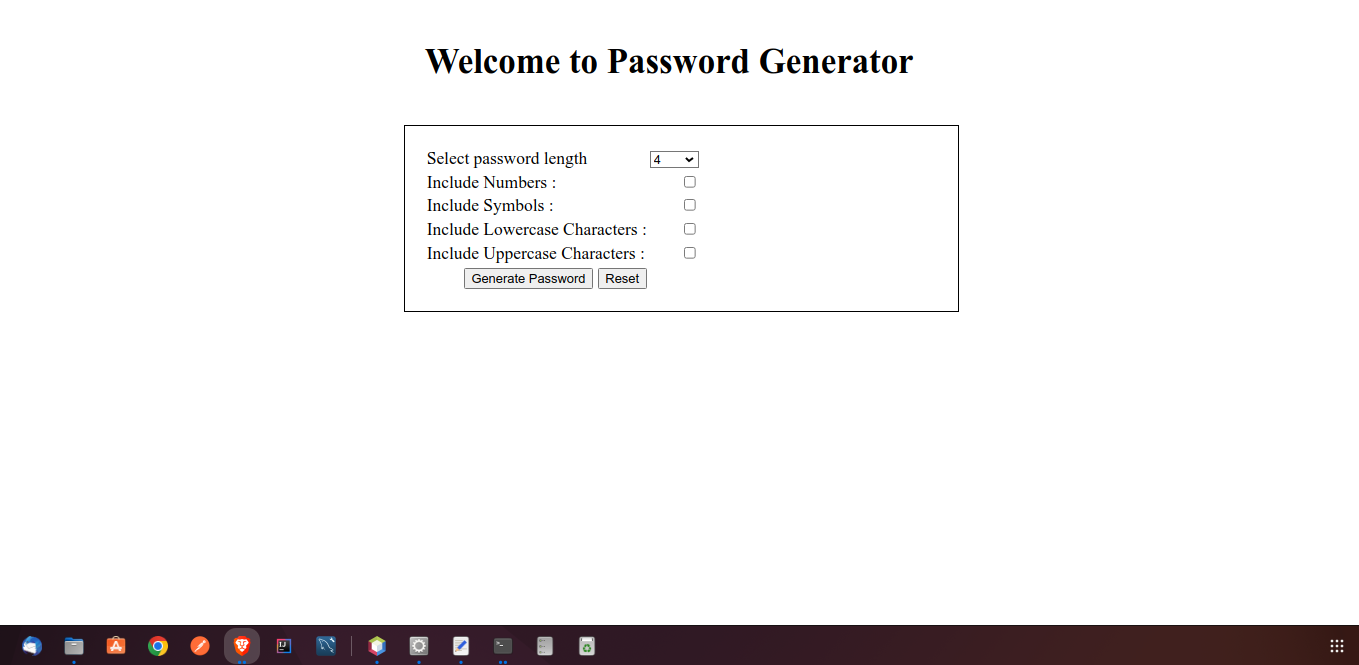 Welcome to Password Generator
Select password length 4
Include Numbers :
Include Symbols :
Include Lowercase Characters :
Include Uppercase Characters :
Generate Password Reset